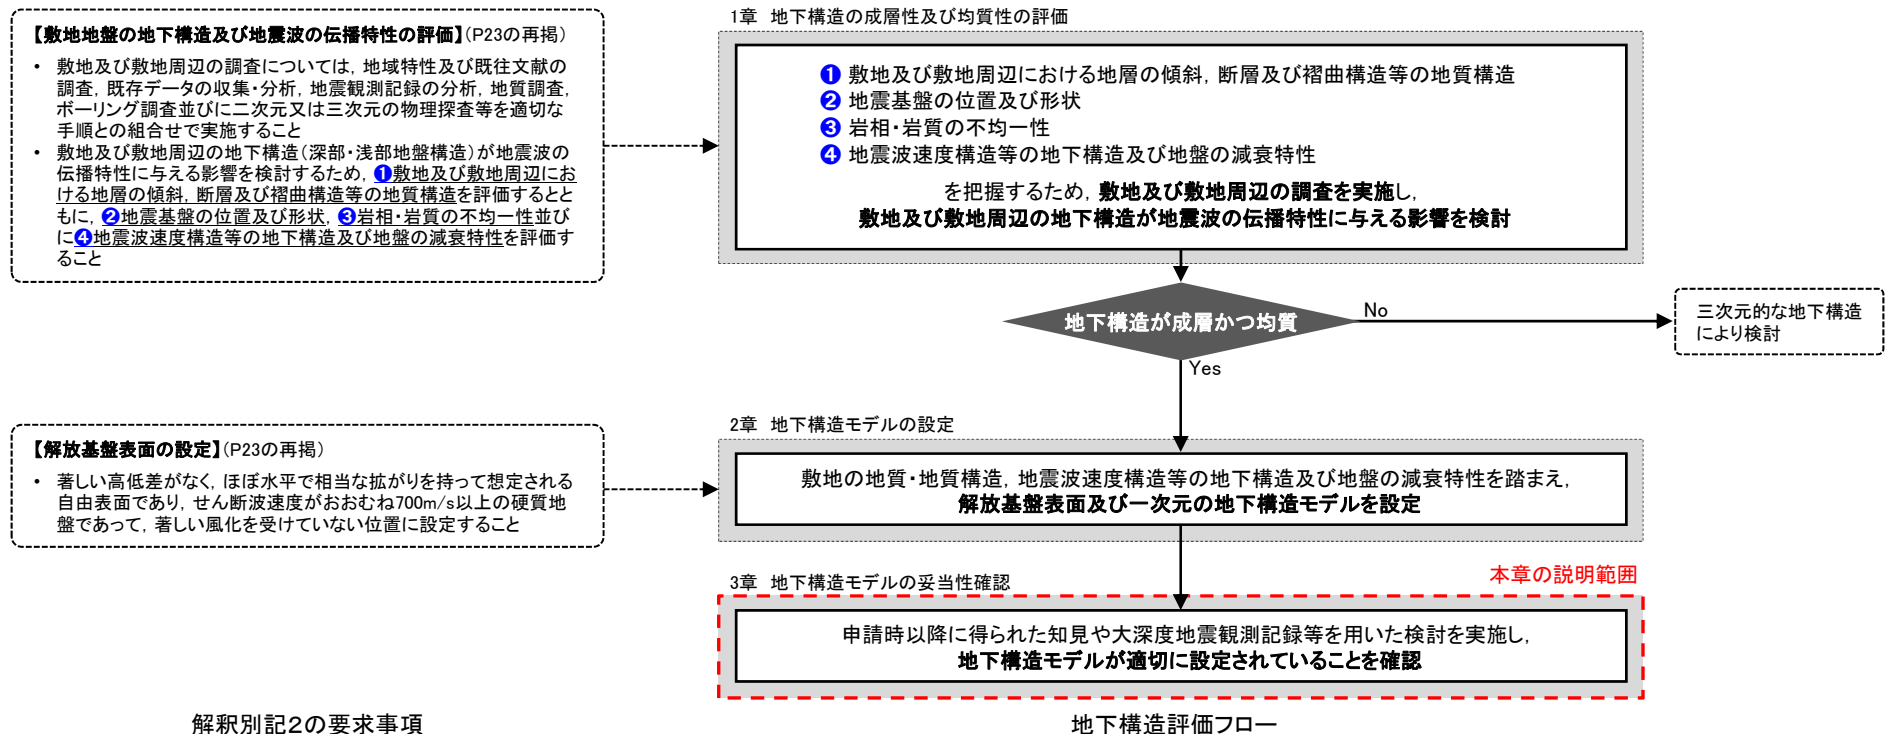 【敷地地盤の地下構造及び地震波の伝播特性の評価】(P23の再掲)
• 敷地及び敷地周辺の調査については, 地域特性及び既往文献の
調査, 既存データの収集・分析, 地震観測記録の分析, 地質調査,
ボーリング調査並びに二次元又は三次元の物理探査等を適切な
手順との組合せで実施すること
• 敷地及び敷地周辺の地下構造(深部・浅部地盤構造)が地震波の
伝播特性に与える影響を検討するため, ❶敷地及び敷地周辺にお
ける地層の傾斜, 断層及び褶曲構造等の地質構造を評価するとと
もに, ❷地震基盤の位置及び形状, ❸岩相・岩質の不均一性並び
に❹地震波速度構造等の地下構造及び地盤の減衰特性を評価す
ること
1章 地下構造の成層性及び均質性の評価
❶ 敷地及び敷地周辺における地層の傾斜, 断層及び褶曲構造等の地質構造
❷ 地震基盤の位置及び形状
❸ 岩相・岩質の不均一性
❹ 地震波速度構造等の地下構造及び地盤の減衰特性
を把握するため, 敷地及び敷地周辺の調査を実施し,
敷地及び敷地周辺の地下構造が地震波の伝播特性に与える影響を検討
地下構造が成層かつ均質
No
三次元的な地下構造
により検討
Yes
【解放基盤表面の設定】(P23の再掲)
• 著しい高低差がなく, ほぼ水平で相当な拡がりを持って想定される
自由表面であり, せん断波速度がおおむね700m/s以上の硬質地
盤であって, 著しい風化を受けていない位置に設定すること
2章 地下構造モデルの設定
敷地の地質・地質構造, 地震波速度構造等の地下構造及び地盤の減衰特性を踏まえ,
解放基盤表面及び一次元の地下構造モデルを設定
3章 地下構造モデルの妥当性確認
本章の説明範囲
申請時以降に得られた知見や大深度地震観測記録等を用いた検討を実施し,
地下構造モデルが適切に設定されていることを確認
解釈別記2の要求事項
地下構造評価フロー